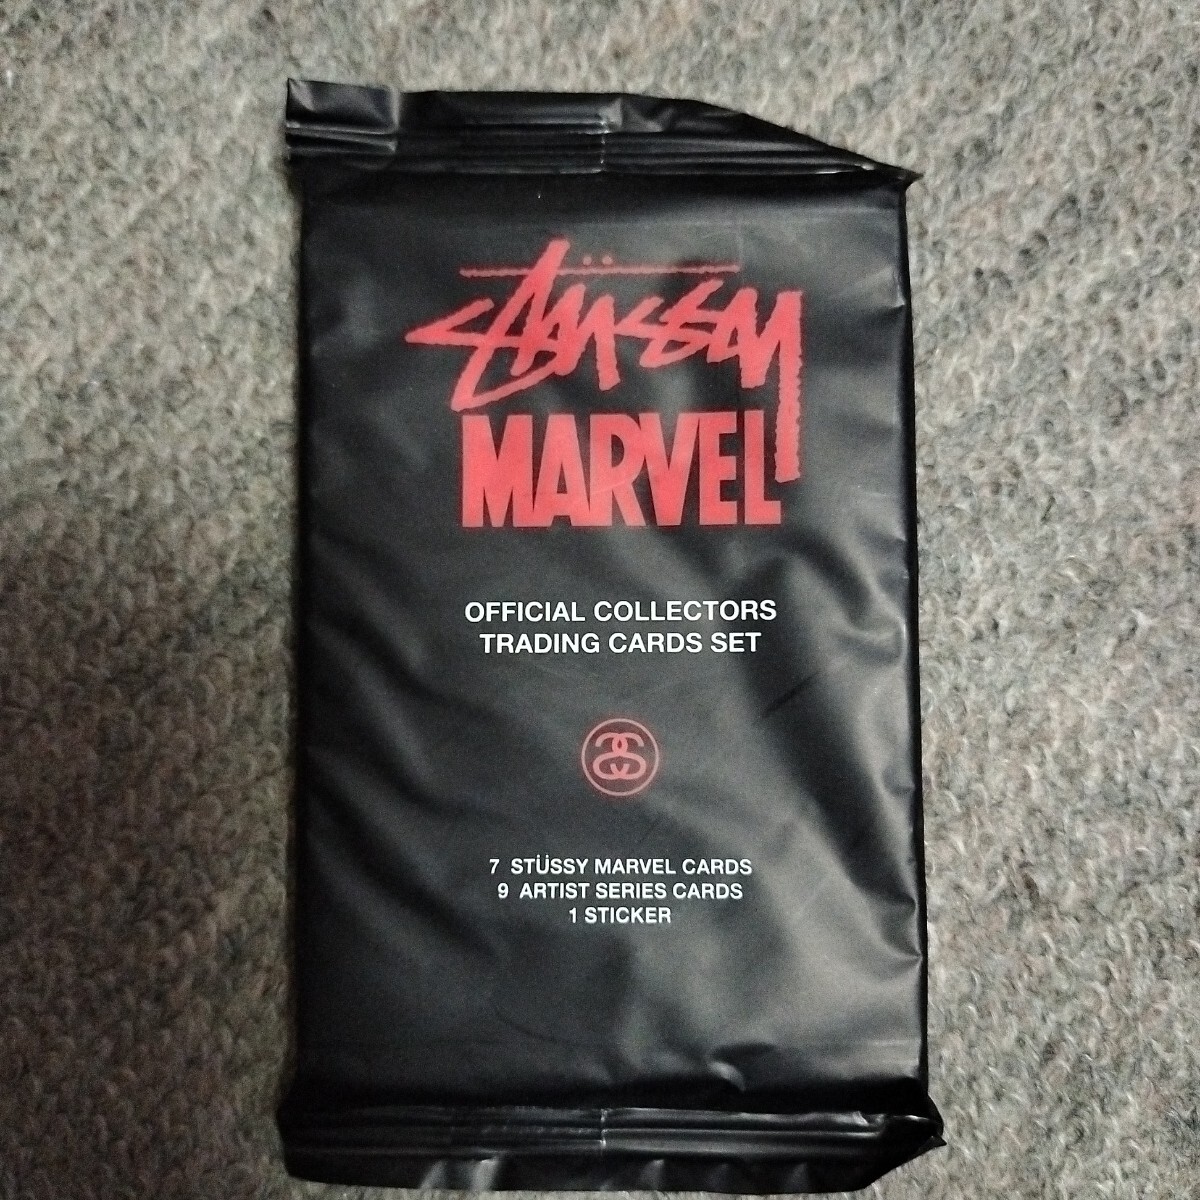 Stüssy
MARVEL
OFFICIAL COLLECTORS
TRADING CARDS SET
7 STÜSSY MARVEL CARDS
9 ARTIST SERIES CARDS
1 STICKER